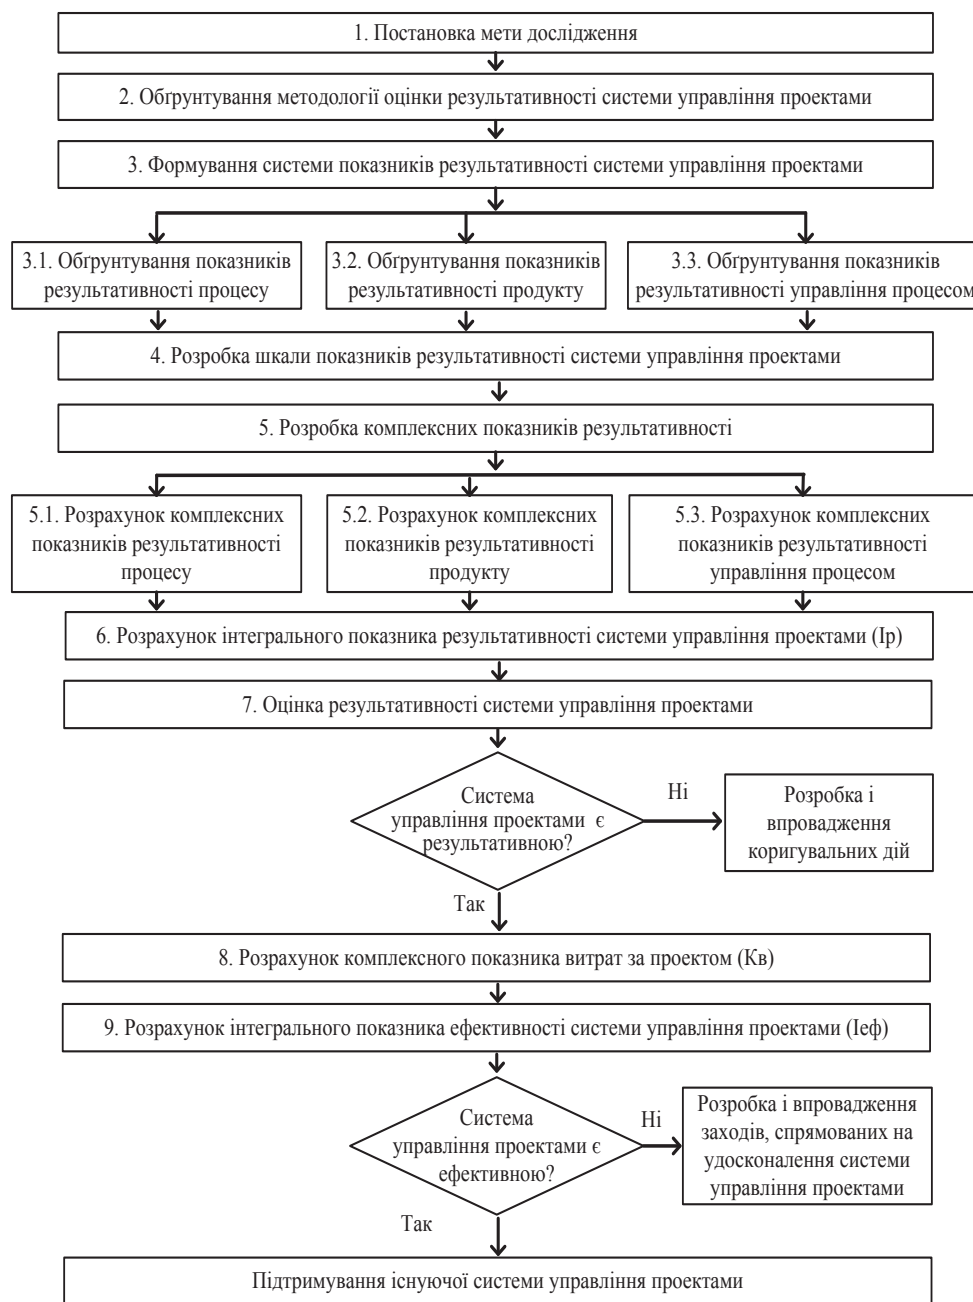 1. Постановка мети дослідження
2. Обґрунтування методології оцінки результативності системи управління проектами
3. Формування системи показників результативності системи управління проектами
3.1. Обґрунтування показників
результативності процесу
3.2. Обґрунтування показників
результативності продукту
3.3. Обґрунтування показників
результативності управління процесом
4. Розробка шкали показників результативності системи управління проектами
5. Розробка комплексних показників результативності
5.1. Розрахунок комплексних
показників результативності
процесу
5.2. Розрахунок комплексних
показників результативності
продукту
5.3. Розрахунок комплексних
показників результативності
управління процесом
6. Розрахунок інтегрального показника результативності системи управління проектами (Ір)
7. Оцінка результативності системи управління проектами
Система
управління проектами є
результативною?
Ні
Розробка і
впровадження
коригувальних дій
Так
8. Розрахунок комплексного показника витрат за проектом (Кв)
9. Розрахунок інтегрального показника ефективності системи управління проектами (Іеф)
Система
управління проектами є
ефективною?
Ні
Розробка і впровадження
заходів, спрямованих на
удосконалення системи
управління проектами
Так
Підтримування існуючої системи управління проектами